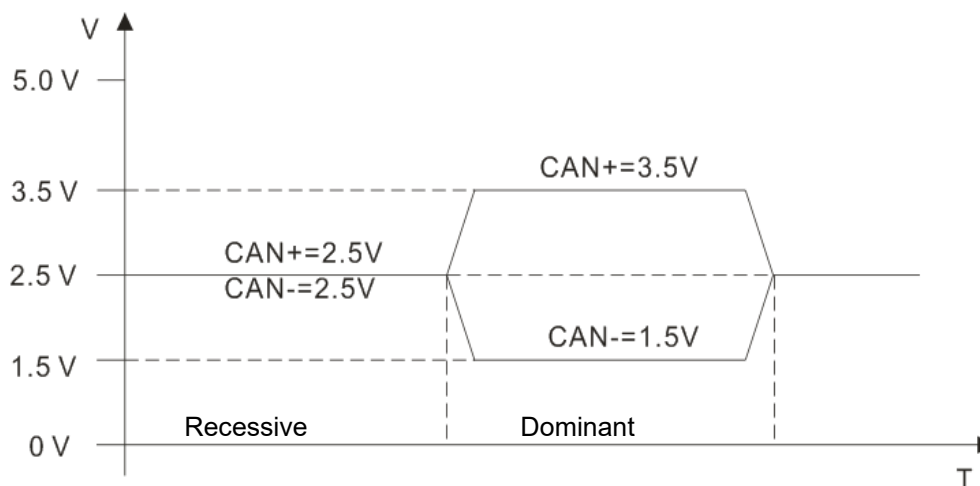 V
5.0 V
CAN+=3.5V
3.5 V
CAN+=2.5V
2.5 V
CAN-=2.5V
CAN-=1.5V
1.5 V
Recessive
Dominant
0 V
T